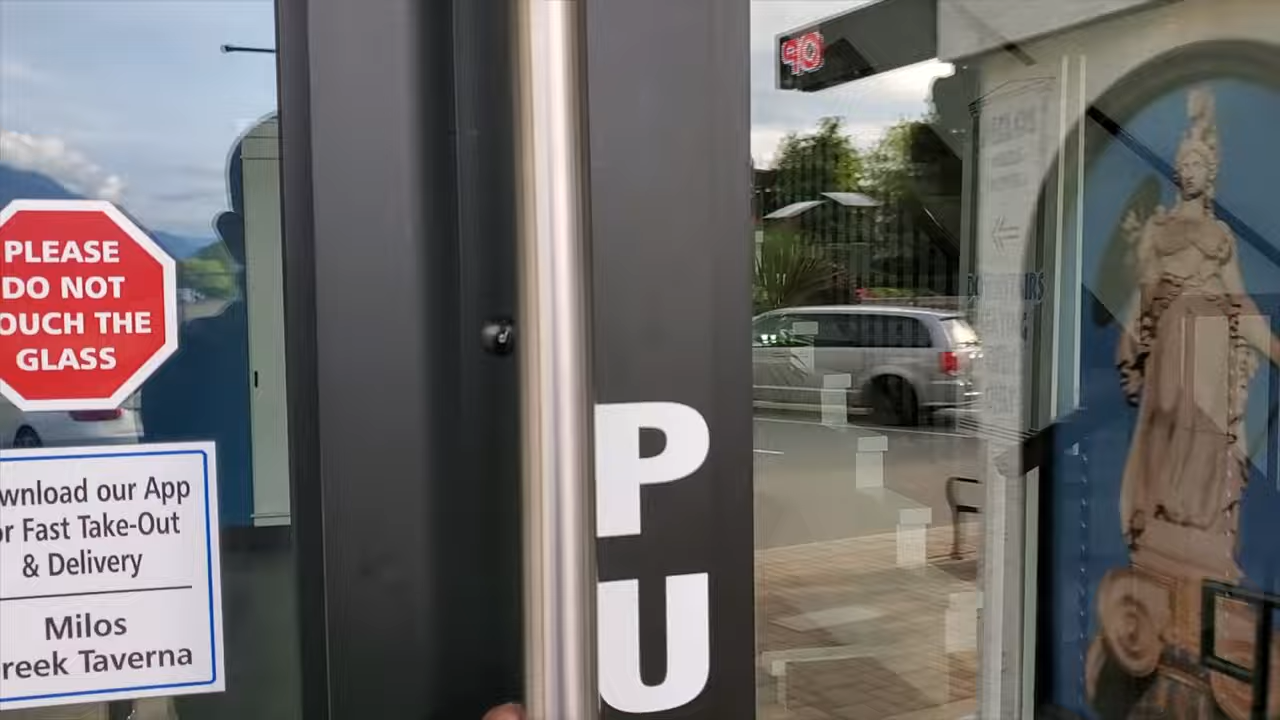 PLEASE
DO NOT
OUCH THE
GLASS
wnload our App
or Fast Take-Out
& Delivery
Milos
reek Taverna
P
U